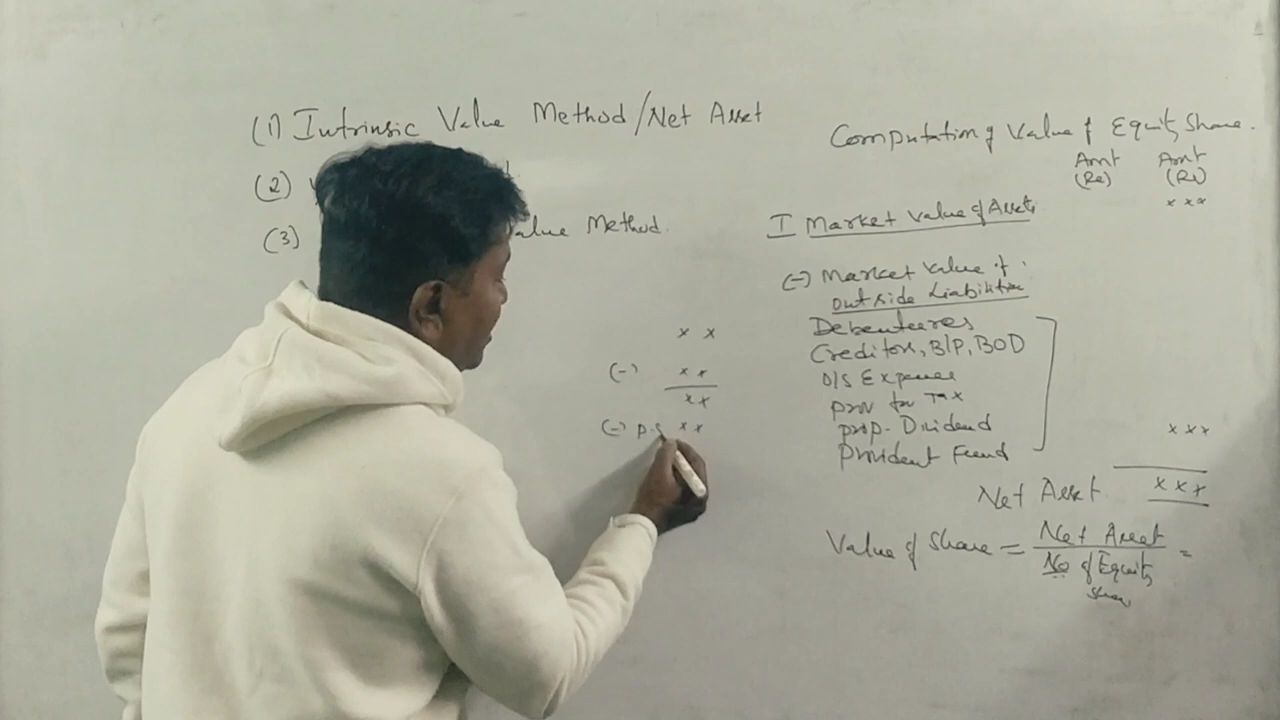 (1) Intrinsic Value Method/Net Asset
(2)
(3) Value Method.
x x
(-) x x
x x
(-) P.S x x
Computation of Value of Equity Share.
Amt Amt
(Rs) (Rs)
I Market Value of Assets x x x
(-) Market Value of
outside Liabilities
Debenteeres
Creditors, B/P, BOD
O/S Expense
prov for Tax
prop. Dividend x x x
Provident Fund
Net Asset x x x
Value of Share = Net Asset =
No of Equity
Share